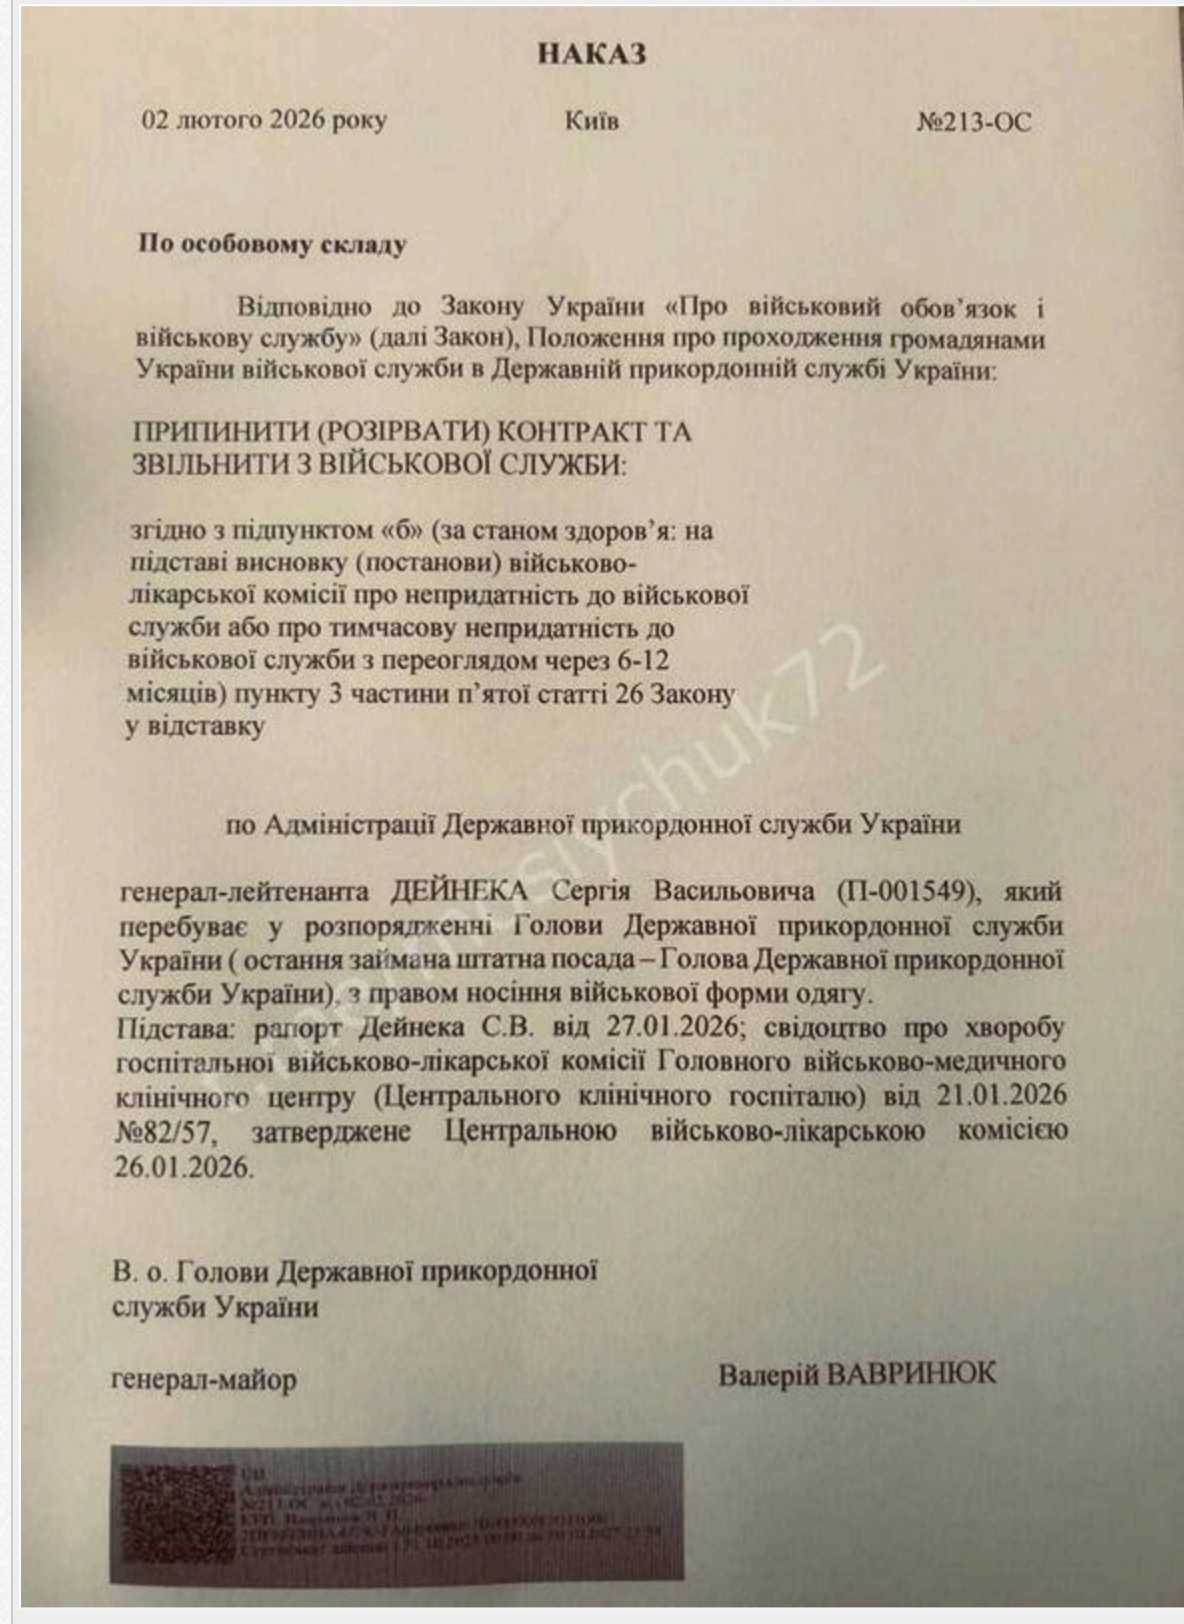 НАКАЗ
02 лютого 2026 року Київ №213-ОС
По особовому складу
Відповідно до Закону України «Про військовий обов’язок і
військову службу» (далі Закон), Положення про проходження громадянами
України військової служби в Державній прикордонній службі України:
ПРИПИНИТИ (РОЗІРВАТИ) КОНТРАКТ ТА
ЗВІЛЬНИТИ З ВІЙСЬКОВОЇ СЛУЖБИ:
згідно з підпунктом «б» (за станом здоров’я: на
підставі висновку (постанови) військово-
лікарської комісії про непридатність до військової
служби або про тимчасову непридатність до
військової служби з переоглядом через 6-12
місяців) пункту 3 частини п’ятої статті 26 Закону
у відставку
по Адміністрації Державної прикордонної служби України
генерал-лейтенанта ДЕЙНЕКА Сергія Васильовича (П-001549), який
перебуває у розпорядженні Голови Державної прикордонної служби
України ( остання займана штатна посада – Голова Державної прикордонної
служби України), з правом носіння військової форми одягу.
Підстава: рапорт Дейнека С.В. від 27.01.2026; свідоцтво про хворобу
госпітальної військово-лікарської комісії Головного військово-медичного
клінічного центру (Центрального клінічного госпіталю) від 21.01.2026
№82/57, затверджене Центральною військово-лікарською комісією
26.01.2026.
В. о. Голови Державної прикордонної
служби України
генерал-майор Валерій ВАВРИНЮК
№213-ОС